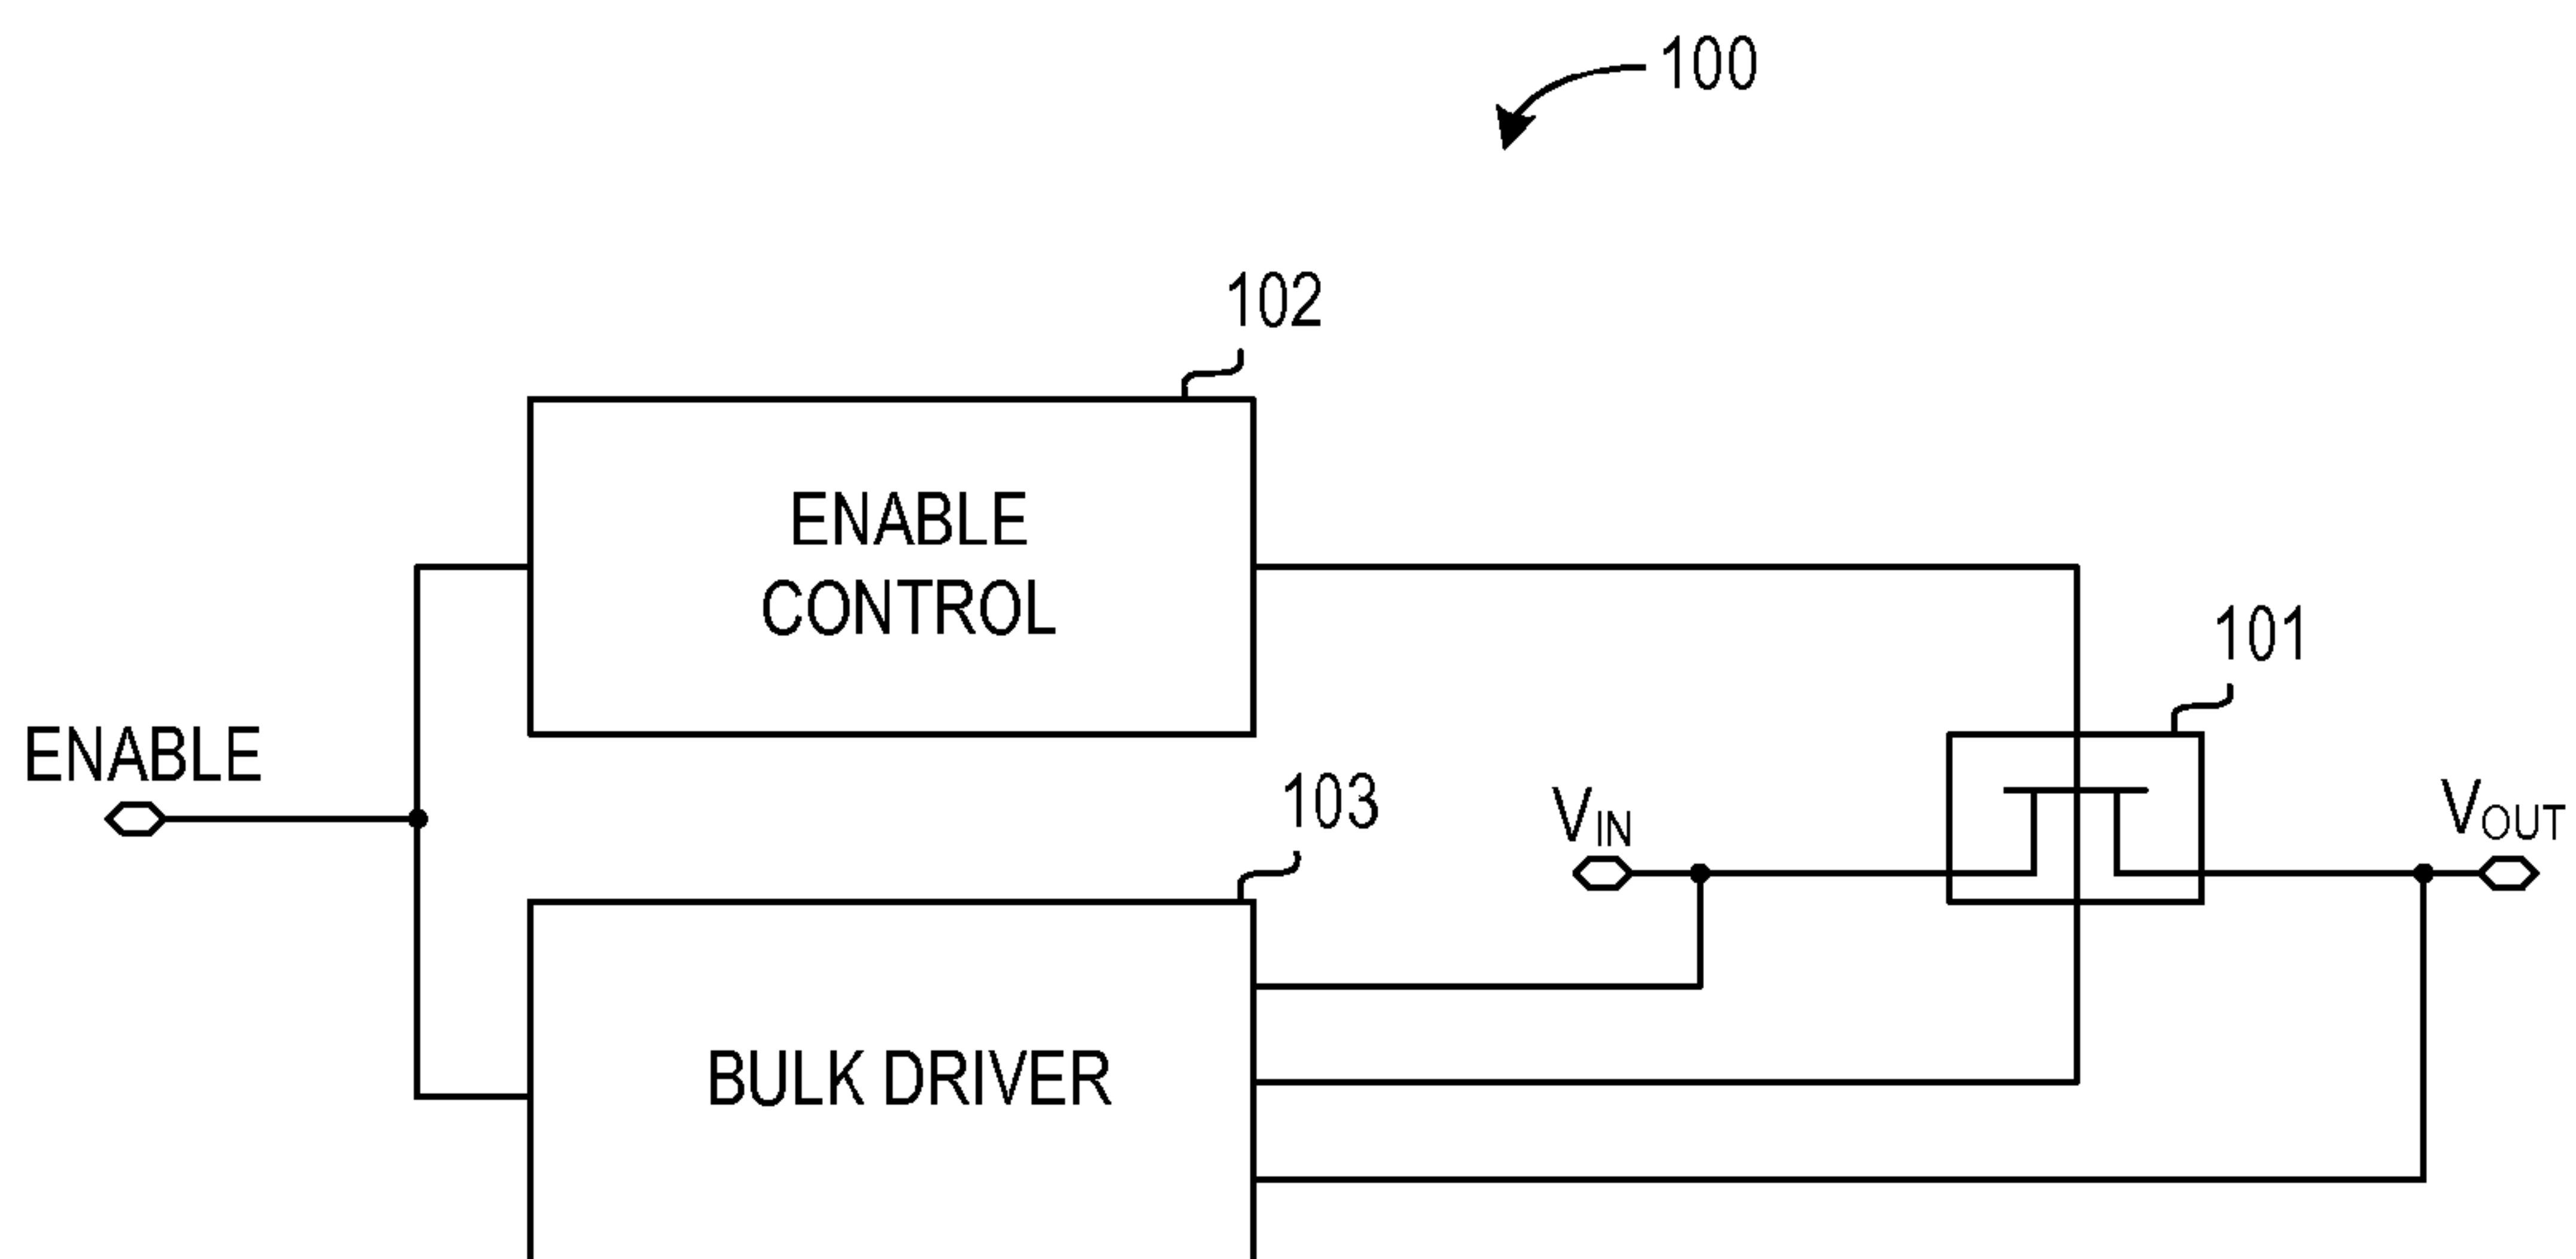 100
102
ENABLE
CONTROL
101
ENABLE
103
VIN
VOUT
BULK DRIVER